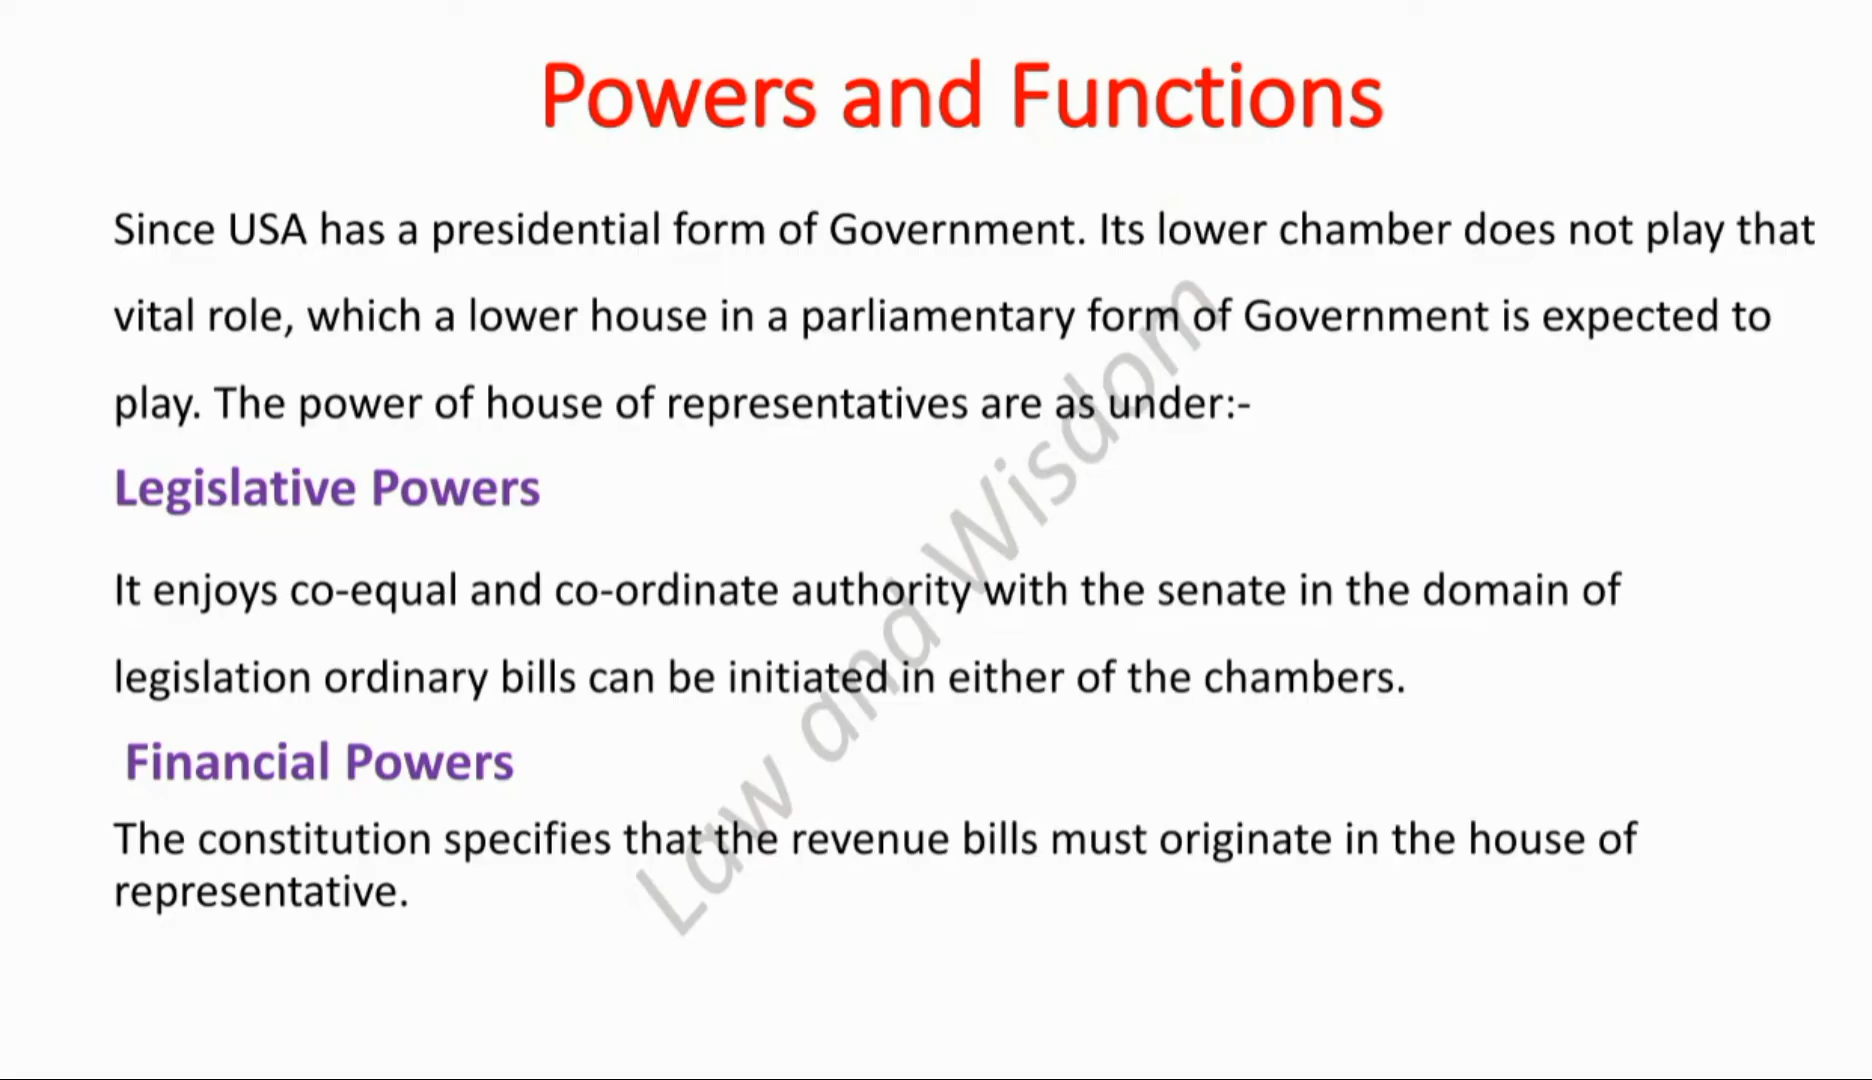 Powers and Functions
Since USA has a presidential form of Government. Its lower chamber does not play that
vital role, which a lower house in a parliamentary form of Government is expected to
play. The power of house of representatives are as under:-
Legislative Powers
It enjoys co-equal and co-ordinate authority with the senate in the domain of
legislation ordinary bills can be initiated in either of the chambers.
Financial Powers
The constitution specifies that the revenue bills must originate in the house of
representative.
Law and Wisdom